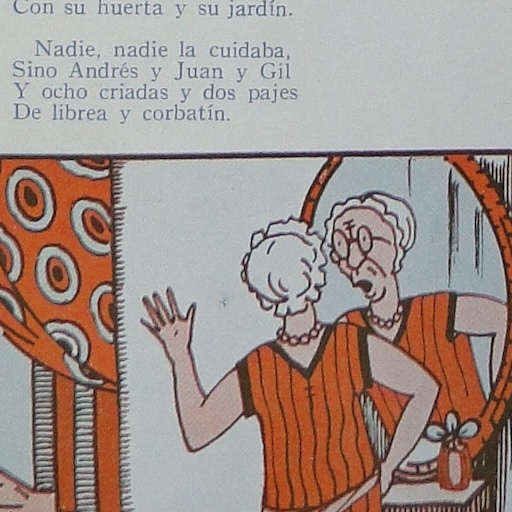 Con su huerta y su jardín.
Nadie, nadie la cuidaba,
Sino Andrés y Juan y Gil
Y ocho criadas y dos pajes
De librea y corbatín.